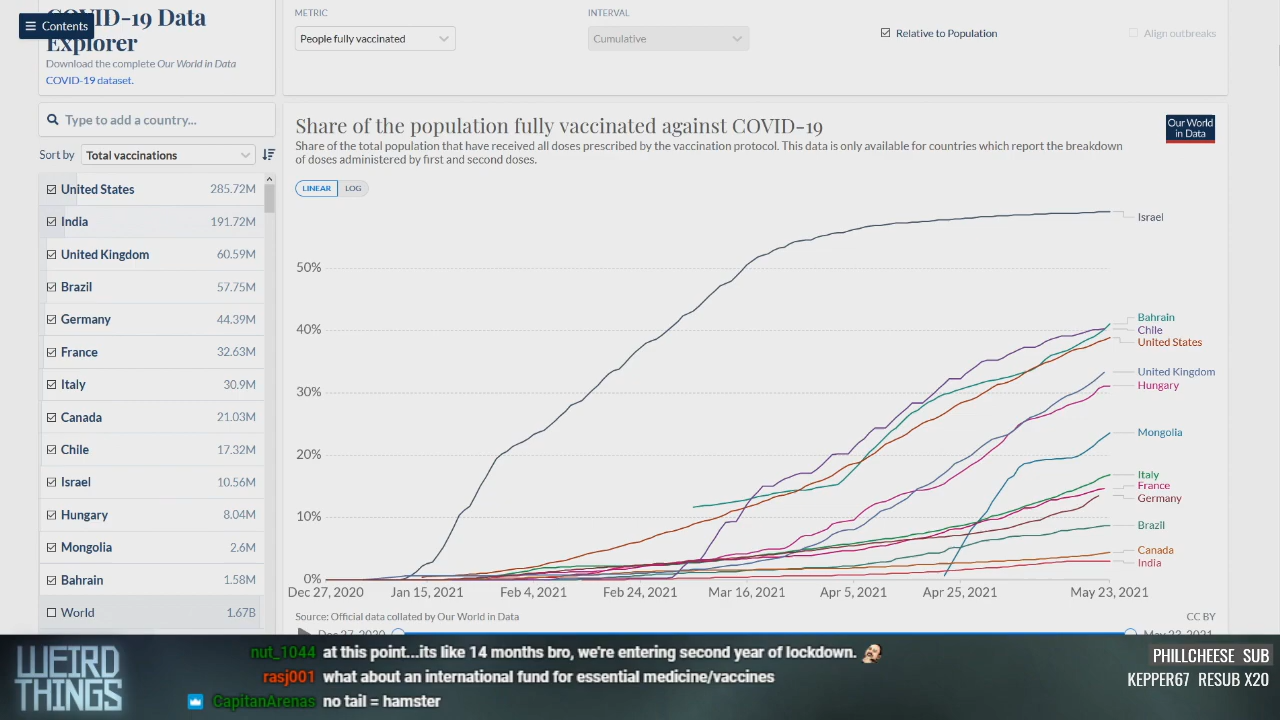 COVID-19 Data
Explorer
Contents
Download the complete Our World in Data
COVID-19 dataset.
METRIC
People fully vaccinated
INTERVAL
Cumulative
Relative to Population
Align outbreaks
Type to add a country...
Sort by Total vaccinations
United States 285.72M
India 191.72M
United Kingdom 60.59M
Brazil 57.75M
Germany 44.39M
France 32.63M
Italy 30.9M
Canada 21.03M
Chile 17.32M
Israel 10.56M
Hungary 8.04M
Mongolia 2.6M
Bahrain 1.58M
World 1.67B
Share of the population fully vaccinated against COVID-19
Share of the total population that have received all doses prescribed by the vaccination protocol. This data is only available for countries which report the breakdown
of doses administered by first and second doses.
Our World
in Data
LINEAR LOG
50%
40%
30%
20%
10%
0%
Israel
Bahrain
Chile
United States
United Kingdom
Hungary
Mongolia
Italy
France
Germany
Brazil
Canada
India
Dec 27, 2020 Jan 15, 2021 Feb 4, 2021 Feb 24, 2021 Mar 16, 2021 Apr 5, 2021 Apr 25, 2021 May 23, 2021
Source: Official data collated by Our World in Data
CC BY
Dec 27, 2020
May 23, 2021
WEIRD
THINGS
nut_1044 at this point...its like 14 months bro, we're entering second year of lockdown.
rasj001 what about an international fund for essential medicine/vaccines
CapitanArenas no tail = hamster
PHILLCHEESE SUB
KEPPER67 RESUB X20